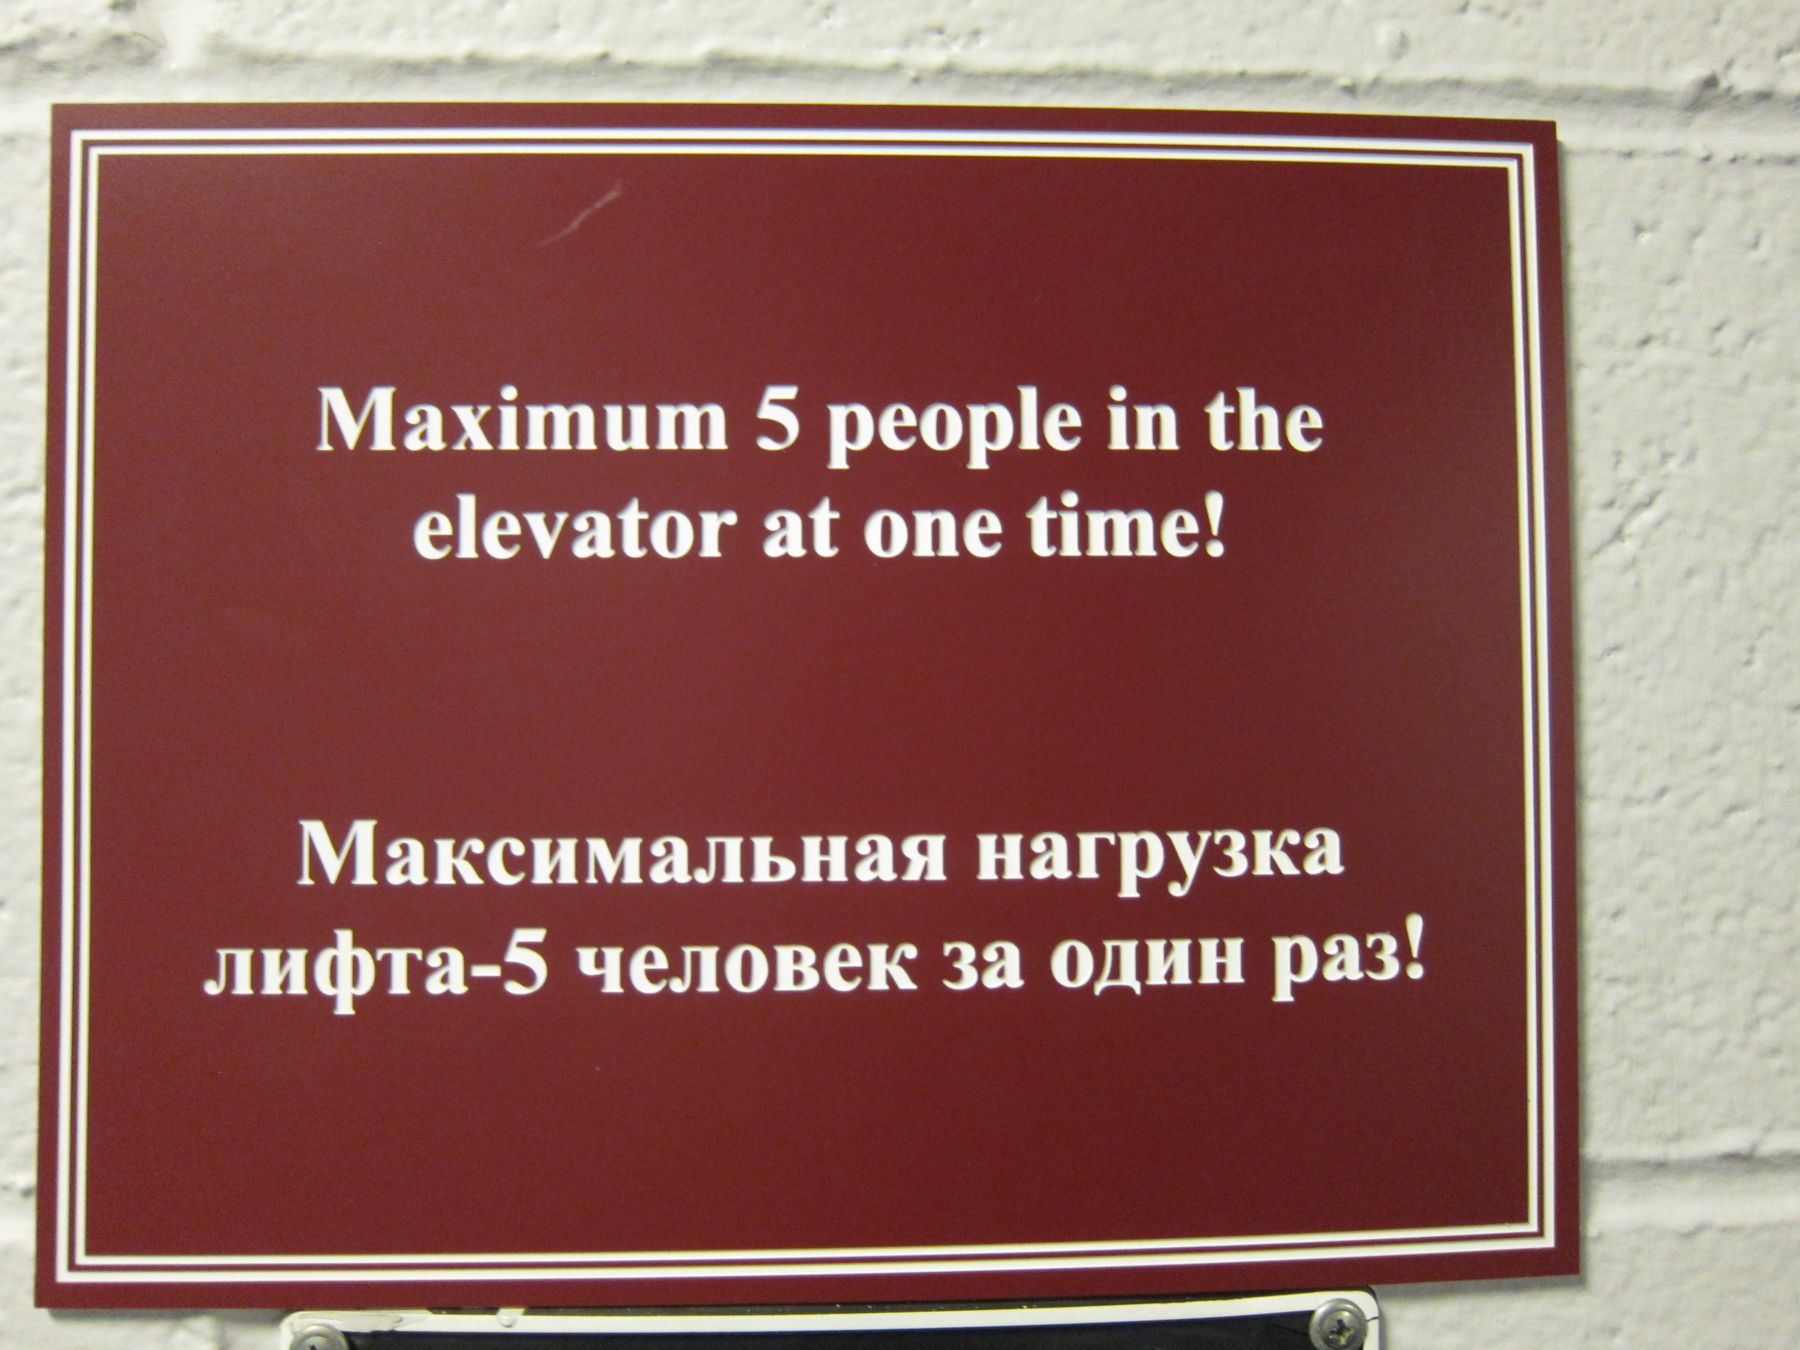 Maximum 5 people in the
elevator at one time!
Максимальная нагрузка
лифта-5 человек за один раз!